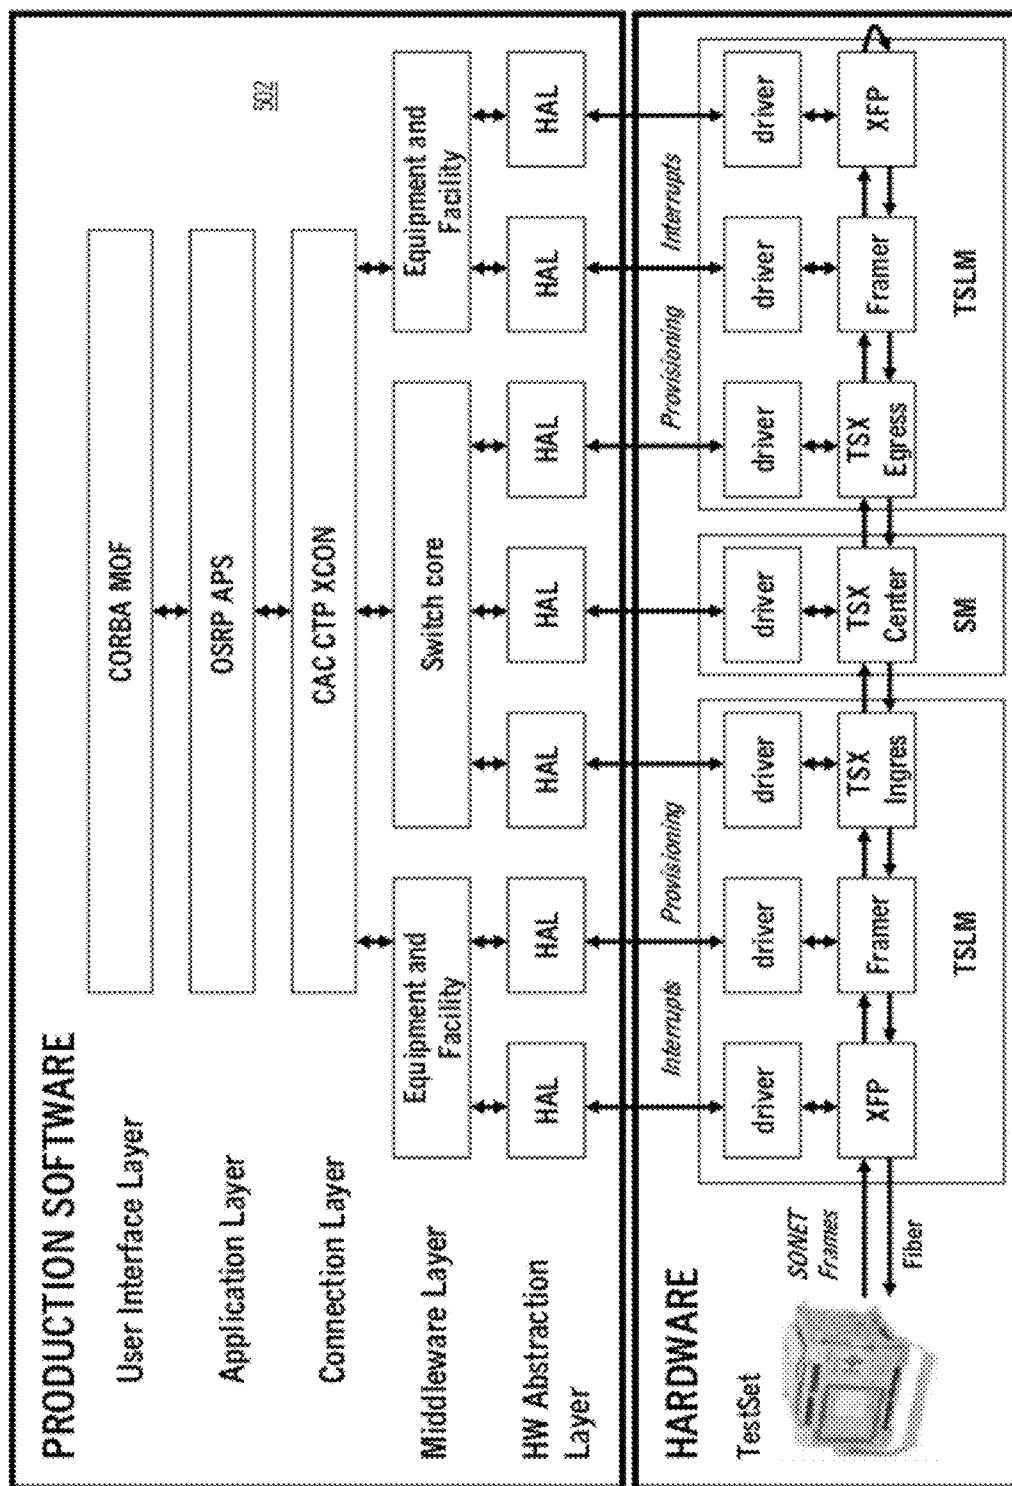 PRODUCTION SOFTWARE
User Interface Layer
CORBA MOF
502
Application Layer
OSRP APS
Connection Layer
CAC CTP XCON
Middleware Layer
Equipment and
Facility
Switch core
Equipment and
Facility
HW Abstraction
Layer
HAL
HAL
HAL
HAL
HAL
HAL
HAL
HARDWARE
Interrupts
Provisioning
Provisioning
Interrupts
TestSet
driver
driver
driver
driver
driver
driver
driver
SONET
Frames
Fiber
XFP
Framer
TSX
Ingres
TSX
Center
TSX
Egress
Framer
XFP
TSLM
SM
TSLM